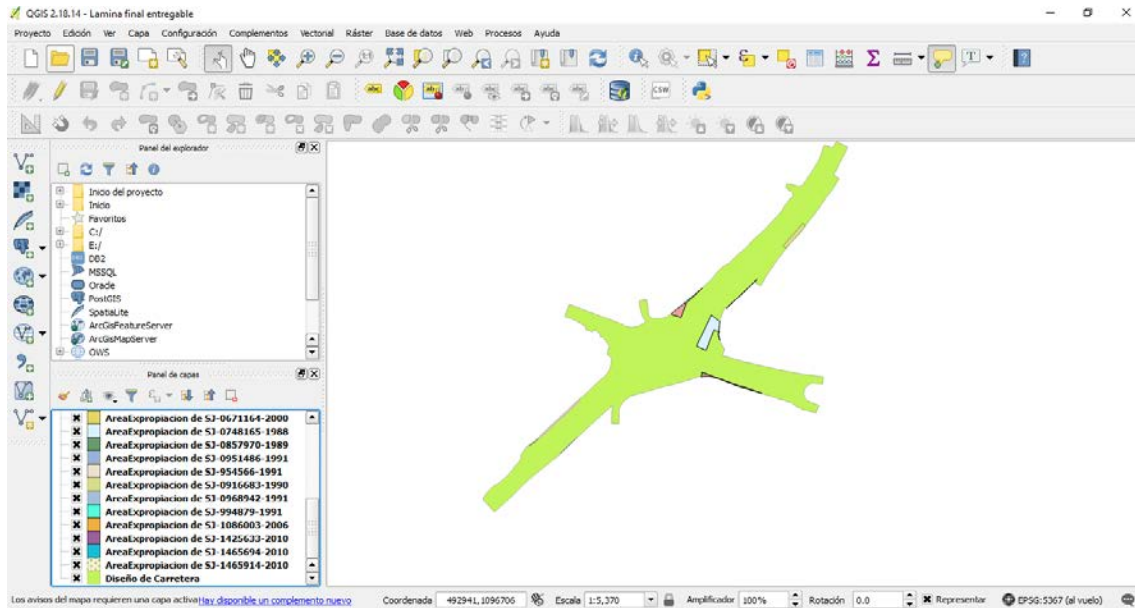 QGIS 2.18.14 - Lamina final entregable
Proyecto Edición Ver Capa Configuración Complementos Vectorial Ráster Base de datos Web Procesos Ayuda
abc abc abc abc abc abc CSW
Panel del explorador
Inicio del proyecto
Inicio
Favoritos
C:/
E:/
DB2
MSSQL
Oracle
PostGIS
SpatiaLite
ArcGisFeatureServer
ArcGisMapServer
OWS
Panel de capas
AreaExpropiacion de SJ-0671164-2000
AreaExpropiacion de SJ-0748165-1988
AreaExpropiacion de SJ-0857970-1989
AreaExpropiacion de SJ-0951486-1991
AreaExpropiacion de SJ-954566-1991
AreaExpropiacion de SJ-0916683-1990
AreaExpropiacion de SJ-0968942-1991
AreaExpropiacion de SJ-994879-1991
AreaExpropiacion de SJ-1086003-2006
AreaExpropiacion de SJ-1425633-2010
AreaExpropiacion de SJ-1465694-2010
AreaExpropiacion de SJ-1465914-2010
Diseño de Carretera
Los avisos del mapa requieren una capa activa Hay disponible un complemento nuevo Coordenada 492941,1096706 Escala 1:5,370 Amplificador 100% Rotación 0.0 Representar EPSG:5367 (al vuelo)